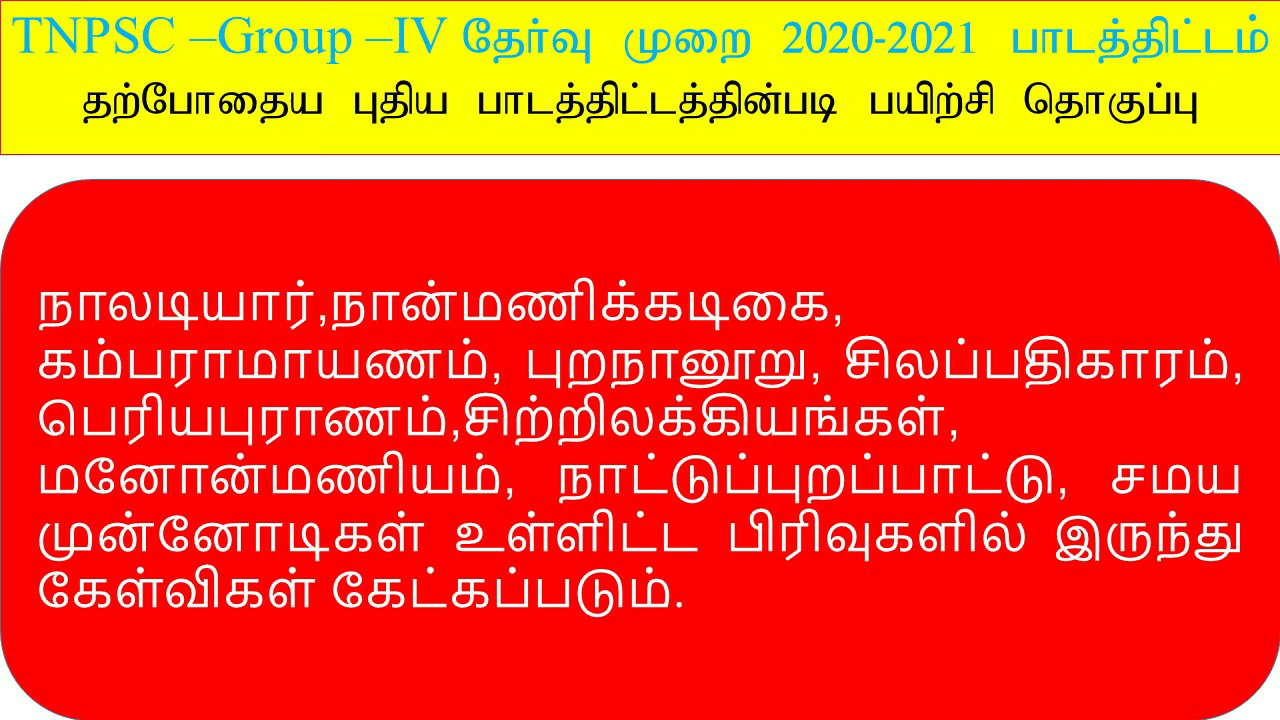 TNPSC –Group –IV தேர்வு முறை 2020-2021 பாடத்திட்டம்
தற்போதைய புதிய பாடத்திட்டத்தின்படி பயிற்சி தொகுப்பு
நாலடியார்,நான்மணிக்கடிகை,
கம்பராமாயணம், புறநானூறு, சிலப்பதிகாரம்,
பெரியபுராணம்,சிற்றிலக்கியங்கள்,
மனோன்மணியம், நாட்டுப்புறப்பாட்டு, சமய
முன்னோடிகள் உள்ளிட்ட பிரிவுகளில் இருந்து
கேள்விகள் கேட்கப்படும்.